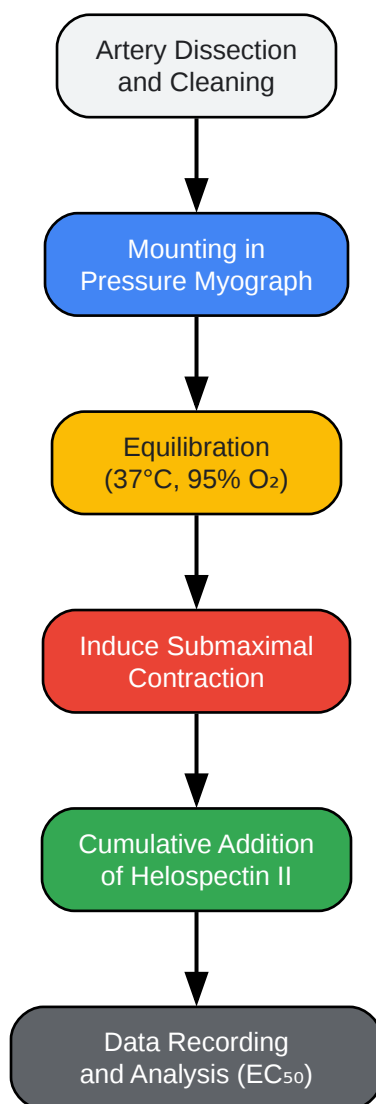 Artery Dissection
and Cleaning
Mounting in
Pressure Myograph
Equilibration
(37°C, 95% O₂)
Induce Submaximal
Contraction
Cumulative Addition
of Helospectin II
Data Recording
and Analysis (EC₅₀)